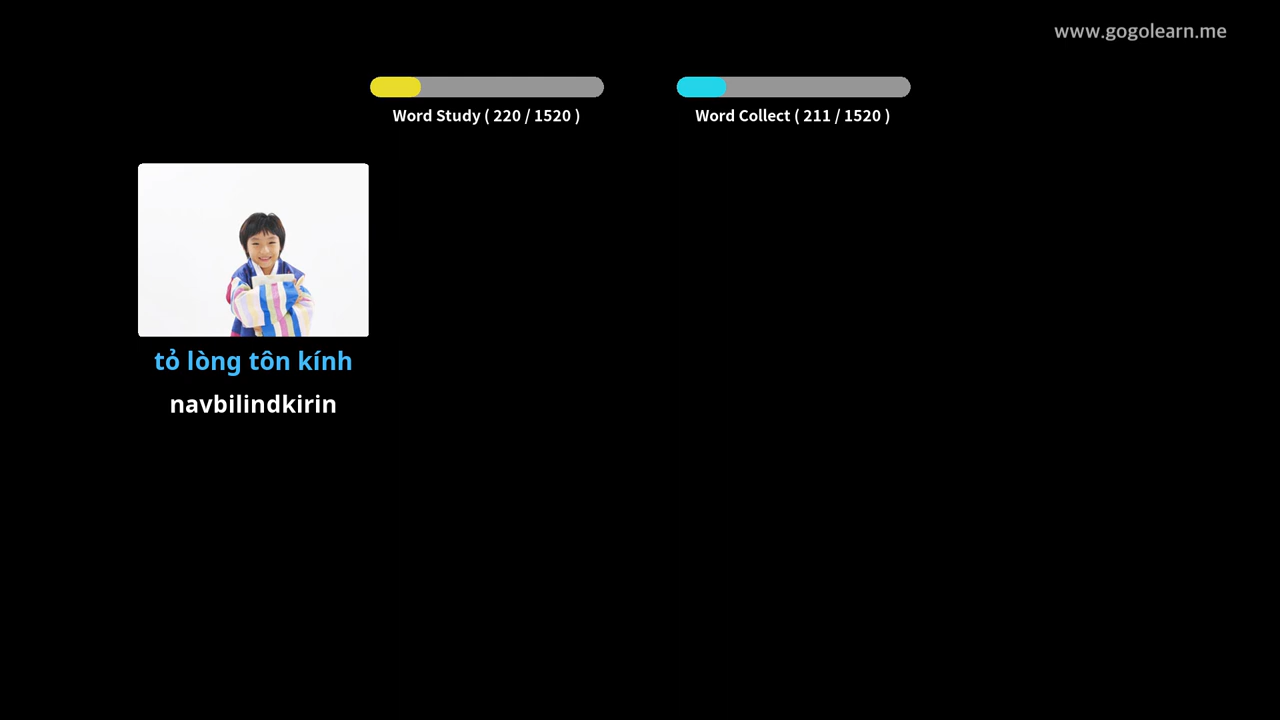 www.gogolearn.me
Word Study ( 220 / 1520 )
Word Collect ( 211 / 1520 )
tỏ lòng tôn kính
navbilindkirin